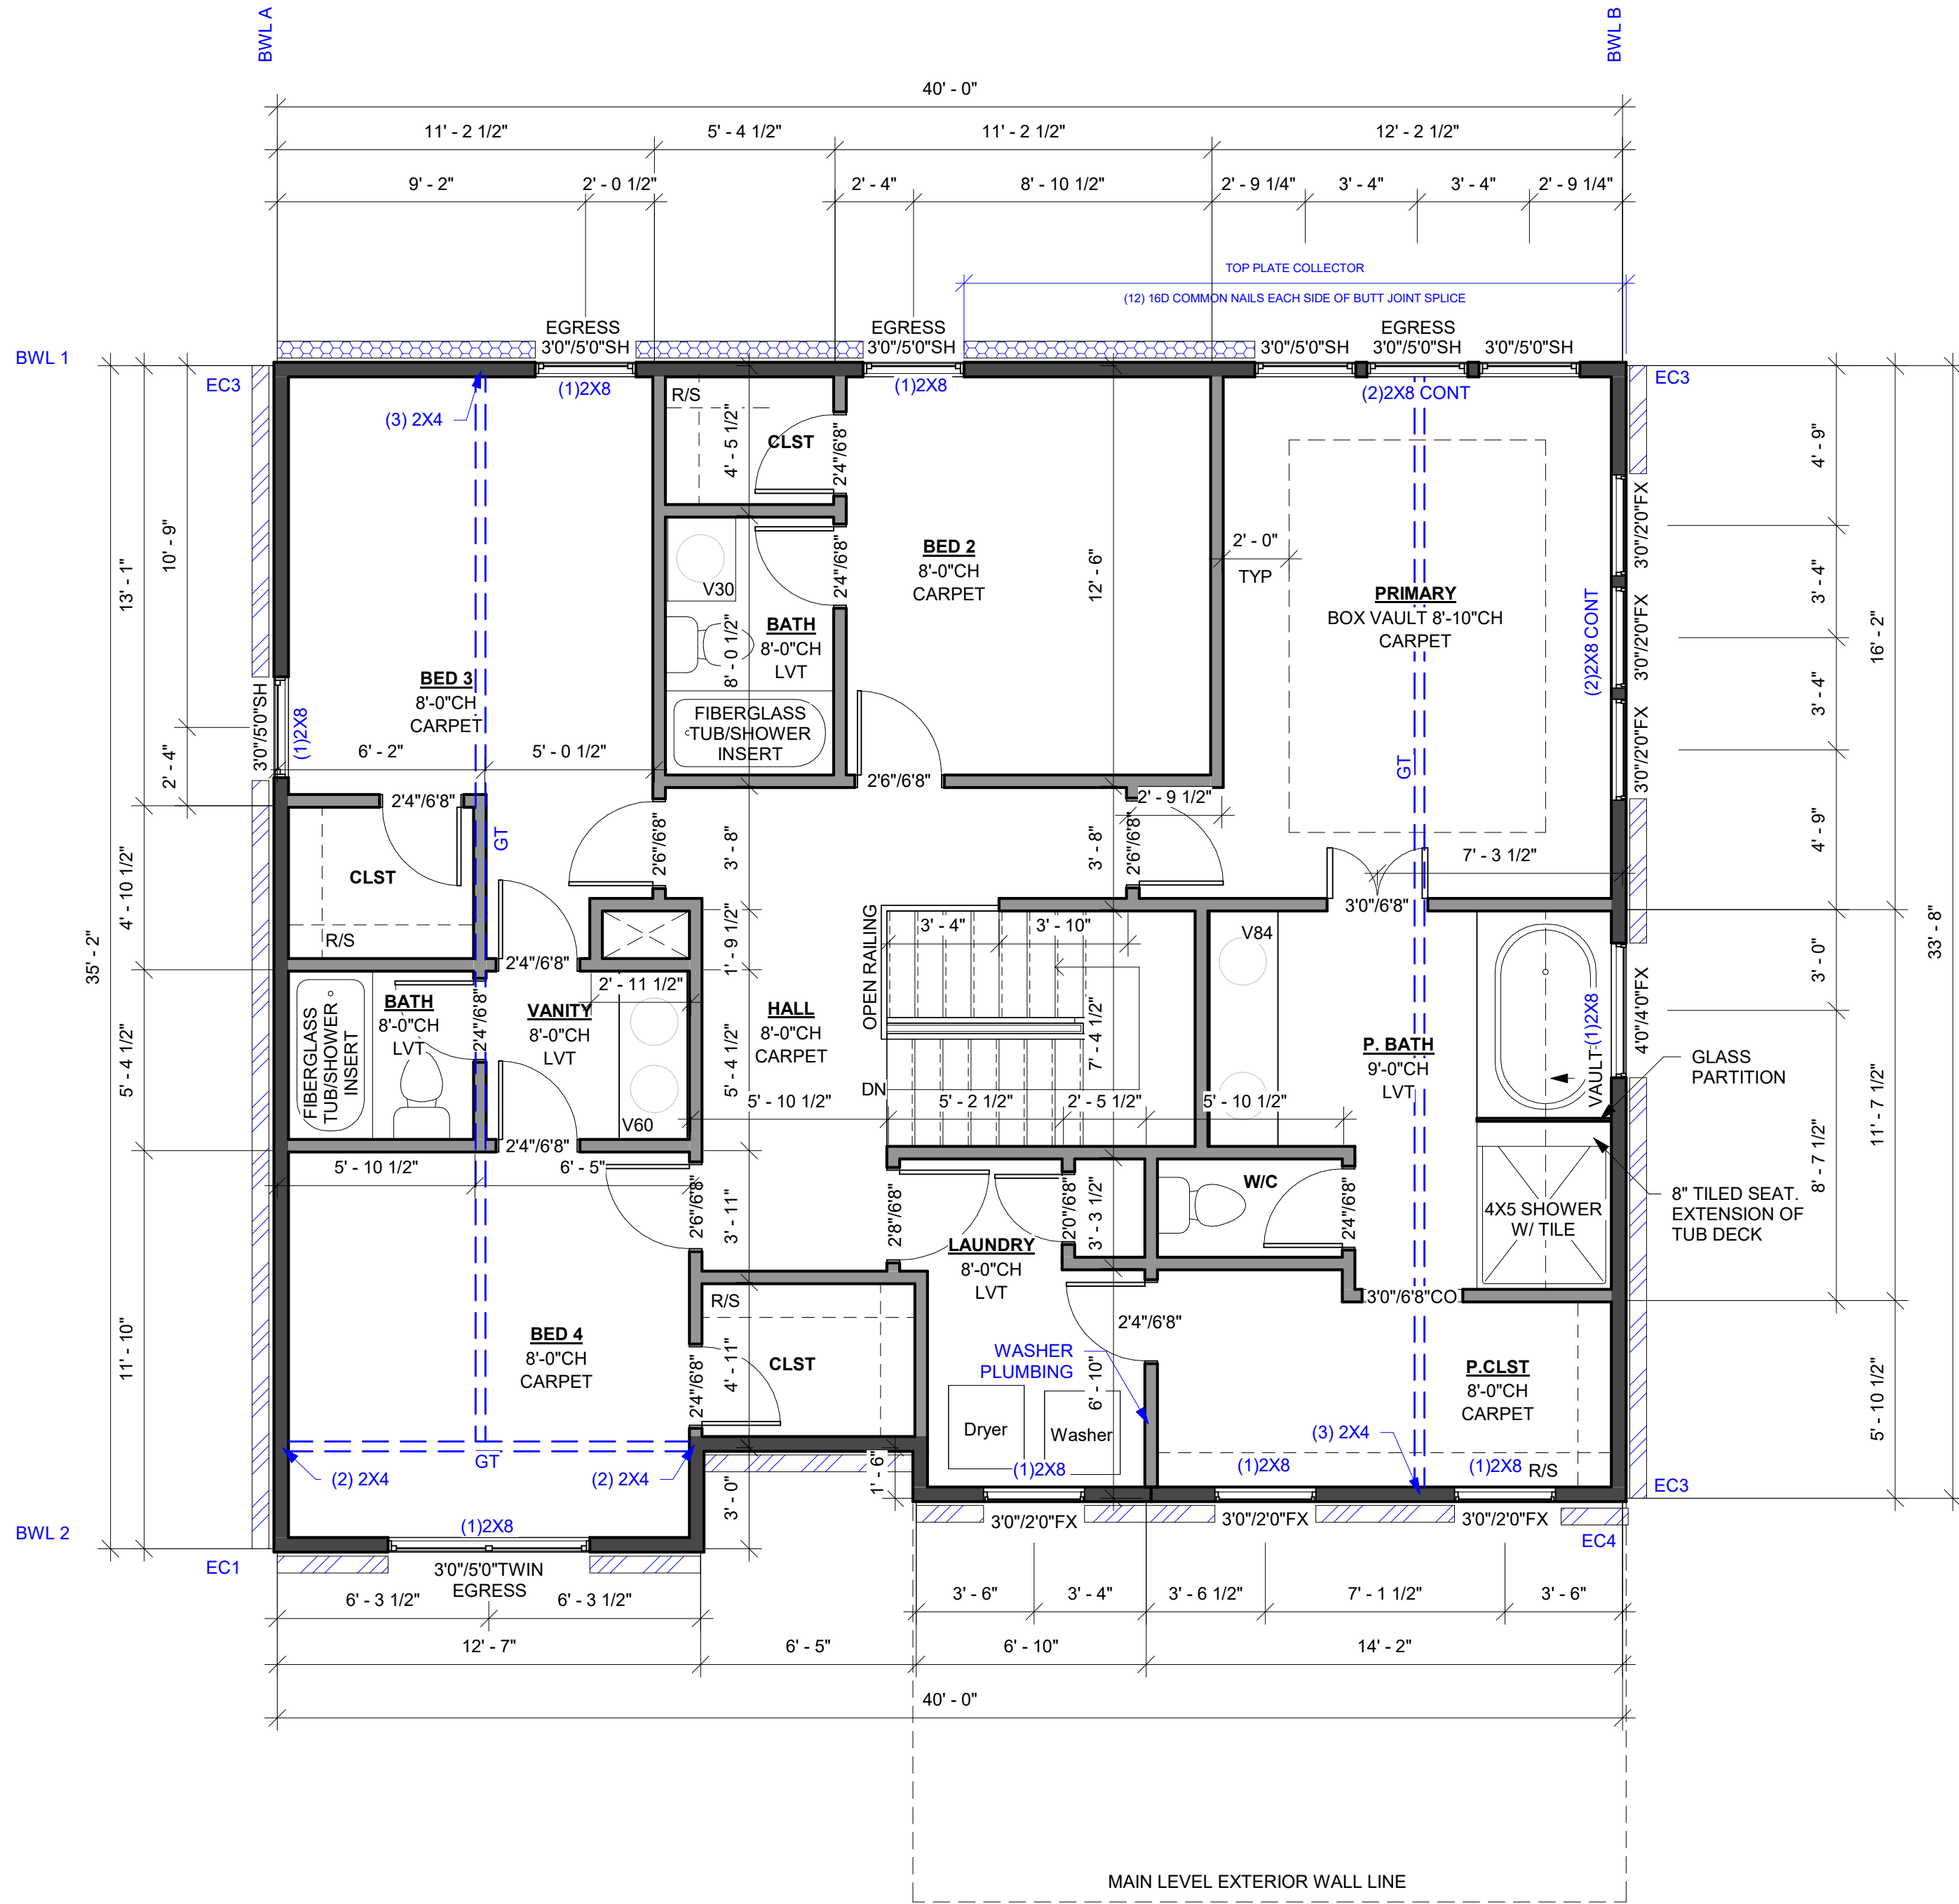 BWL A
BWL B
40' - 0"
11' - 2 1/2"
5' - 4 1/2"
11' - 2 1/2"
12' - 2 1/2"
9' - 2"
2' - 0 1/2"
2' - 4"
8' - 10 1/2"
2' - 9 1/4"
3' - 4"
3' - 4"
2' - 9 1/4"
TOP PLATE COLLECTOR
(12) 16D COMMON NAILS EACH SIDE OF BUTT JOINT SPLICE
EGRESS
3'0"/5'0"SH
EGRESS
3'0"/5'0"SH
3'0"/5'0"SH
EGRESS
3'0"/5'0"SH
3'0"/5'0"SH
BWL 1
EC3
EC3
(3) 2X4
(1)2X8
(1)2X8
(2)2X8 CONT
R/S
4' - 5 1/2"
CLST
2'4"/6'8"
BED 2
8'-0"CH
CARPET
12' - 6"
2' - 0"
TYP
PRIMARY
BOX VAULT 8'-10"CH
CARPET
(2)2X8 CONT
3'0"/2'0"FX
3'0"/2'0"FX
3'0"/2'0"FX
4' - 9"
3' - 4"
3' - 4"
4' - 9"
16' - 2"
33' - 8"
10' - 9"
13' - 1"
2' - 4"
35' - 2"
3'0"/5'0"SH
(1)2X8
BED 3
8'-0"CH
CARPET
6' - 2"
5' - 0 1/2"
V30
2'4"/6'8"
BATH
8'-0"CH
LVT
8' - 0 1/2"
FIBERGLASS
TUB/SHOWER
INSERT
2'6"/6'8"
2' - 9 1/2"
GT
2'4"/6'8"
GT
CLST
R/S
4' - 10 1/2"
2'6"/6'8"
3' - 8"
3' - 8"
2'6"/6'8"
7' - 3 1/2"
3'0"/6'8"
1' - 9 1/2"
OPEN RAILING
3' - 4"
3' - 10"
V84
2'4"/6'8"
2' - 11 1/2"
FIBERGLASS
TUB/SHOWER
INSERT
BATH
8'-0"CH
LVT
2'4"/6'8"
VANITY
8'-0"CH
LVT
V60
5' - 4 1/2"
5' - 4 1/2"
HALL
8'-0"CH
CARPET
7' - 4 1/2"
DN
P. BATH
9'-0"CH
LVT
VAULT
(1)2X8
4'0"/4'0"FX
GLASS
PARTITION
3' - 0"
11' - 7 1/2"
8' - 7 1/2"
5' - 10 1/2"
5' - 2 1/2"
2' - 5 1/2"
5' - 10 1/2"
2'4"/6'8"
5' - 10 1/2"
6' - 5"
2'6"/6'8"
3' - 11"
2'8"/6'8"
2'0"/6'8"
3' - 3 1/2"
W/C
2'4"/6'8"
4X5 SHOWER
W/ TILE
8" TILED SEAT.
EXTENSION OF
TUB DECK
LAUNDRY
8'-0"CH
LVT
R/S
3'0"/6'8"CO
2'4"/6'8"
BED 4
8'-0"CH
CARPET
11' - 10"
2'4"/6'8"
4' - 11"
CLST
WASHER
PLUMBING
6' - 10"
P.CLST
8'-0"CH
CARPET
5' - 10 1/2"
Dryer
Washer
(3) 2X4
GT
(2) 2X4
(2) 2X4
1' - 6"
(1)2X8
(1)2X8
(1)2X8
R/S
EC3
3' - 0"
BWL 2
(1)2X8
3'0"/2'0"FX
3'0"/2'0"FX
3'0"/2'0"FX
EC4
EC1
3'0"/5'0"TWIN
EGRESS
6' - 3 1/2"
6' - 3 1/2"
3' - 6"
3' - 4"
3' - 6 1/2"
7' - 1 1/2"
3' - 6"
12' - 7"
6' - 5"
6' - 10"
14' - 2"
40' - 0"
MAIN LEVEL EXTERIOR WALL LINE